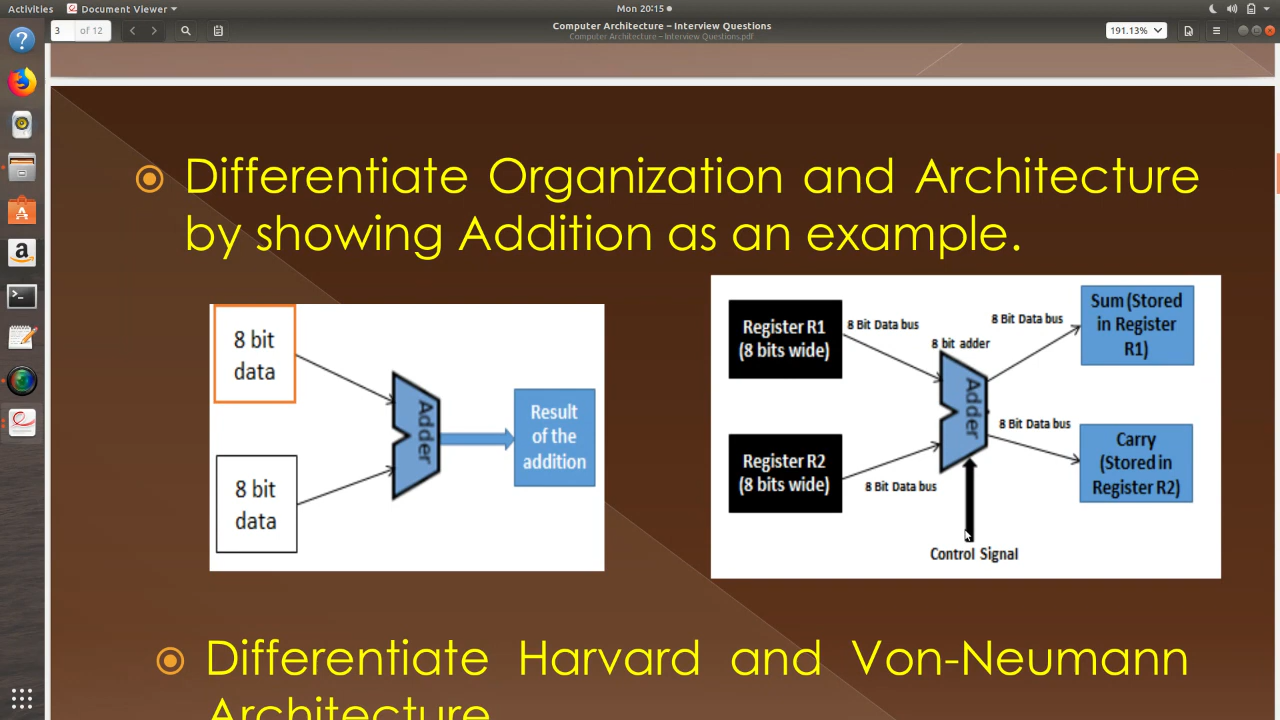 Activities
Document Viewer
Mon 20:15
3
of 12
Computer Architecture – Interview Questions
Computer Architecture – Interview Questions.pdf
191.13%
Differentiate Organization and Architecture
by showing Addition as an example.
8 bit
data
8 bit
data
Adder
Result
of the
addition
Register R1
(8 bits wide)
8 Bit Data bus
8 bit adder
8 Bit Data bus
Sum (Stored
in Register
R1)
Adder
Register R2
(8 bits wide)
8 Bit Data bus
8 Bit Data bus
Carry
(Stored in
Register R2)
Control Signal
Differentiate Harvard and Von-Neumann
Architecture